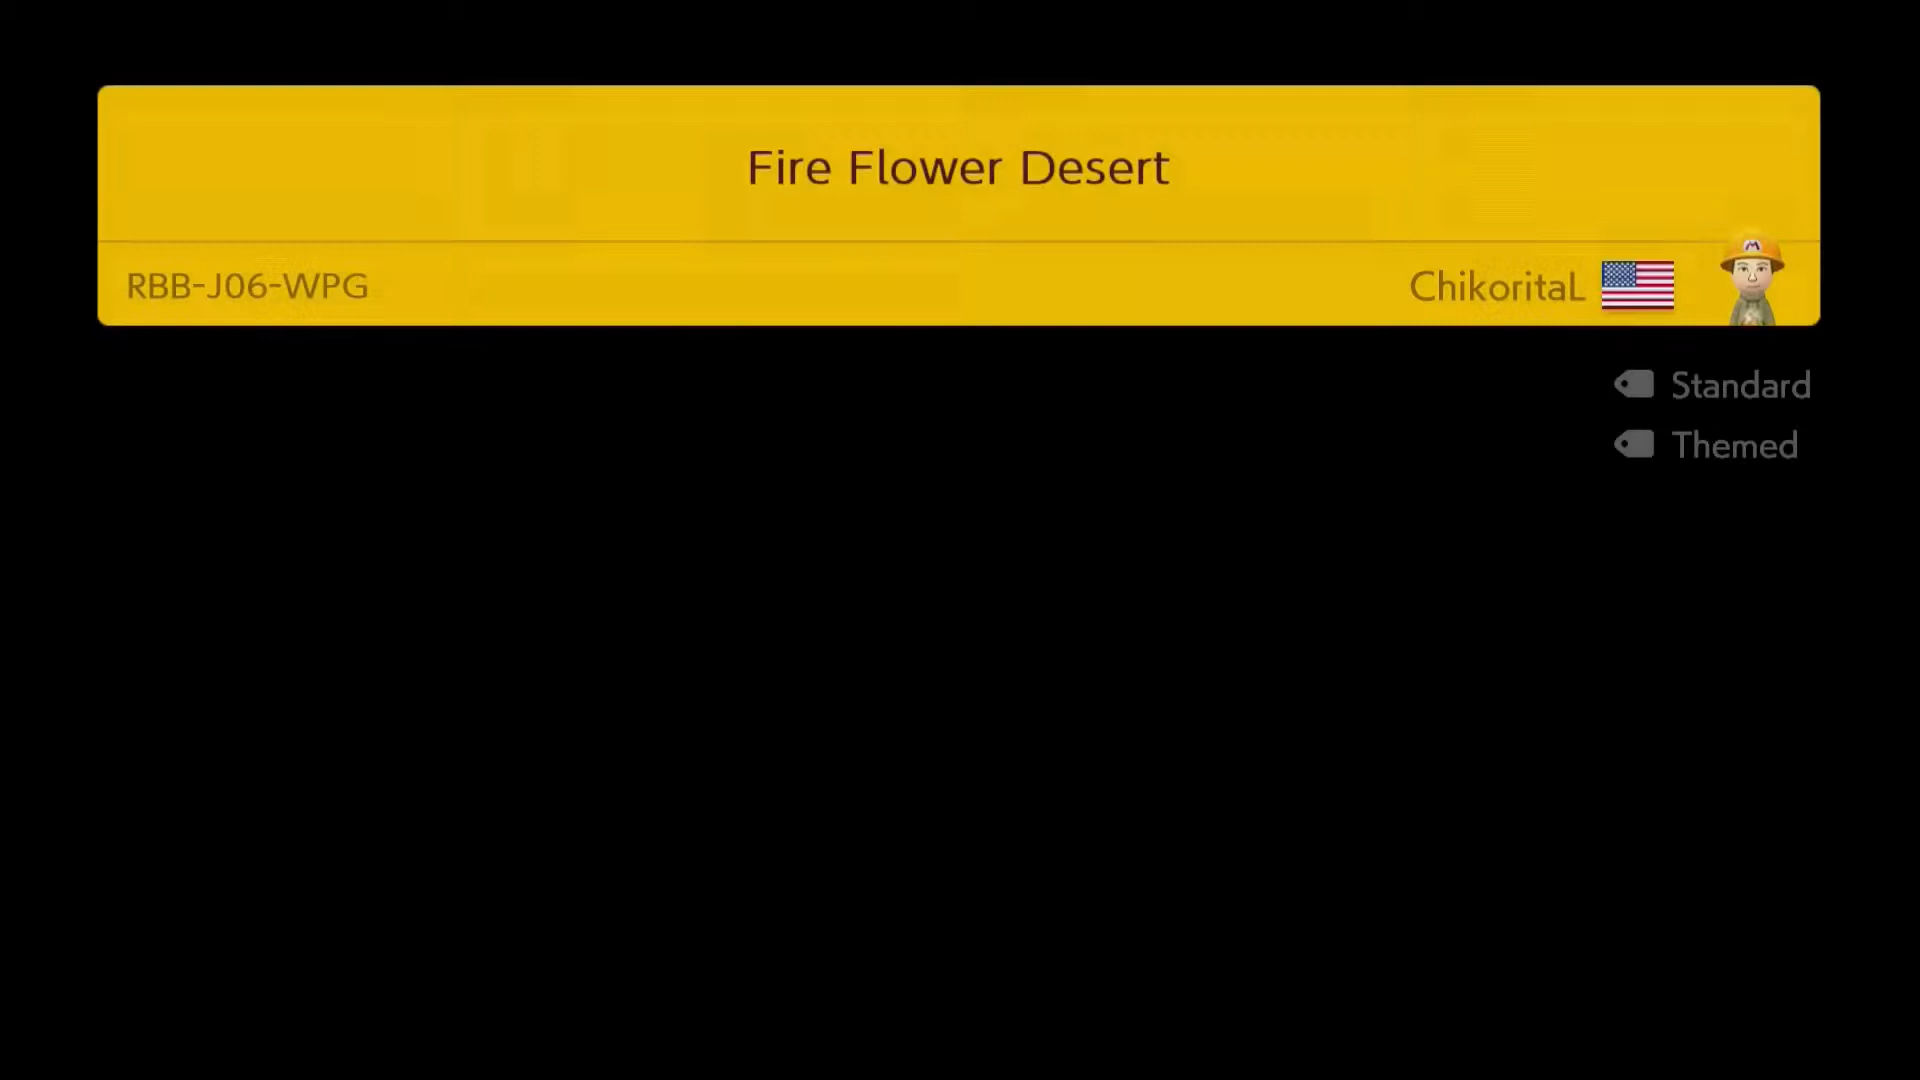 Fire Flower Desert
RBB-J06-WPG
ChikoritaL
Standard
Themed